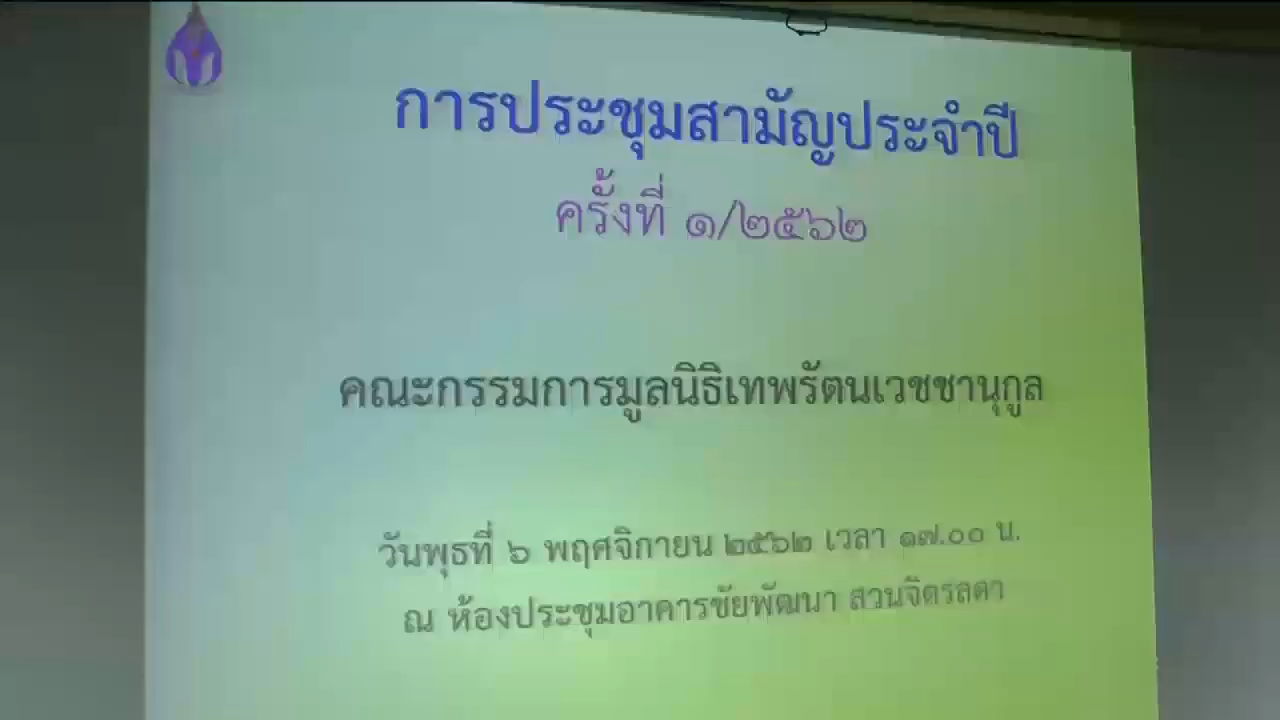 การประชุมสามัญประจำปี
ครั้งที่ ๑/๒๕๖๒
คณะกรรมการมูลนิธิเทพรัตนเวชชานุกูล
วันพุธที่ ๖ พฤศจิกายน ๒๕๖๒ เวลา ๑๗.๐๐ น.
ณ ห้องประชุมอาคารชัยพัฒนา สวนจิตรลดา